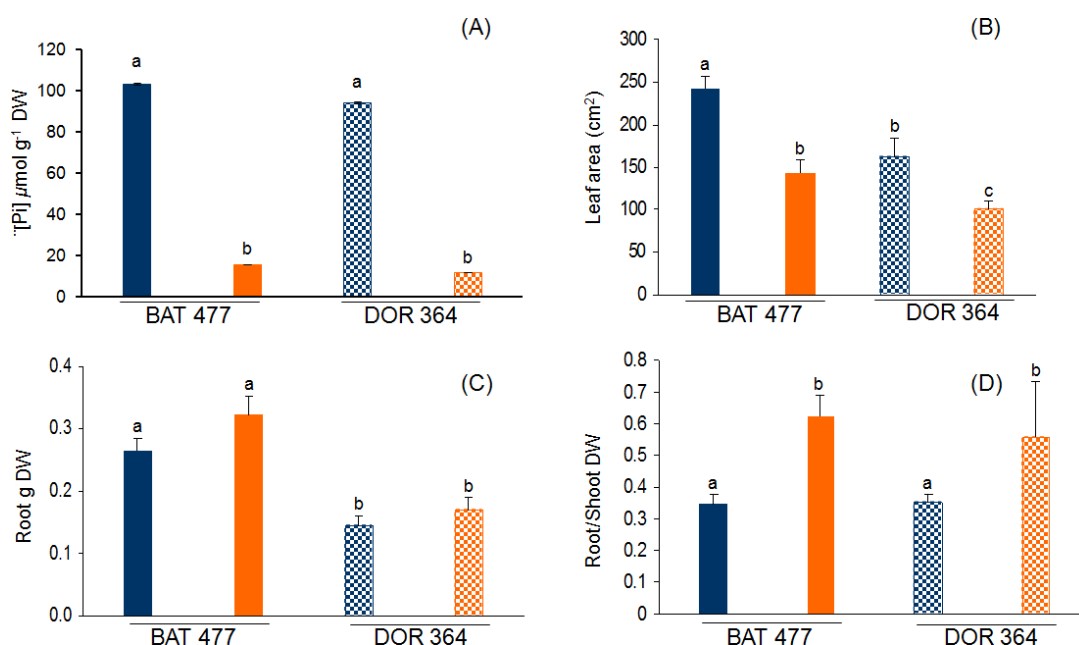 (A)
¨[Pi] µmol g-1 DW
120
100
80
60
40
20
0
a
b
a
b
BAT 477
DOR 364
(B)
Leaf area (cm²)
300
250
200
150
100
50
0
a
b
b
c
BAT 477
DOR 364
(C)
Root g DW
0.4
0.3
0.2
0.1
0.0
a
a
b
b
BAT 477
DOR 364
(D)
Root/Shoot DW
0.8
0.7
0.6
0.5
0.4
0.3
0.2
0.1
0
a
b
a
b
BAT 477
DOR 364